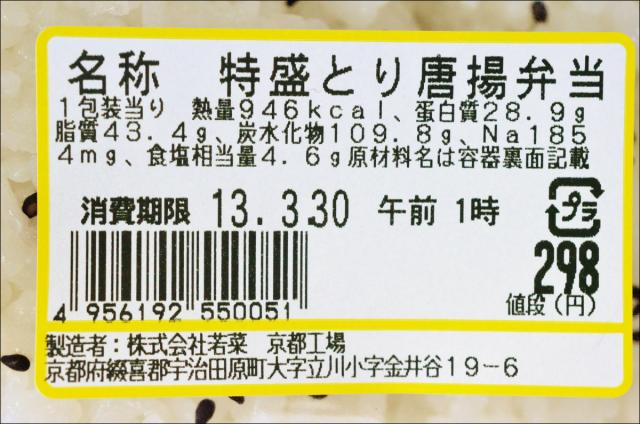 名称 特盛とり唐揚弁当
1包装当り 熱量946kcal、蛋白質28.9g
脂質43.4g、炭水化物109.8g、Na185
4mg、食塩相当量4.6g原材料名は容器裏面記載
消費期限 13.3.30 午前 1時
プラ
298
値段(円)
4 956192 550051
製造者:株式会社若菜 京都工場
京都府綴喜郡宇治田原町大字立川小字金井谷19-6